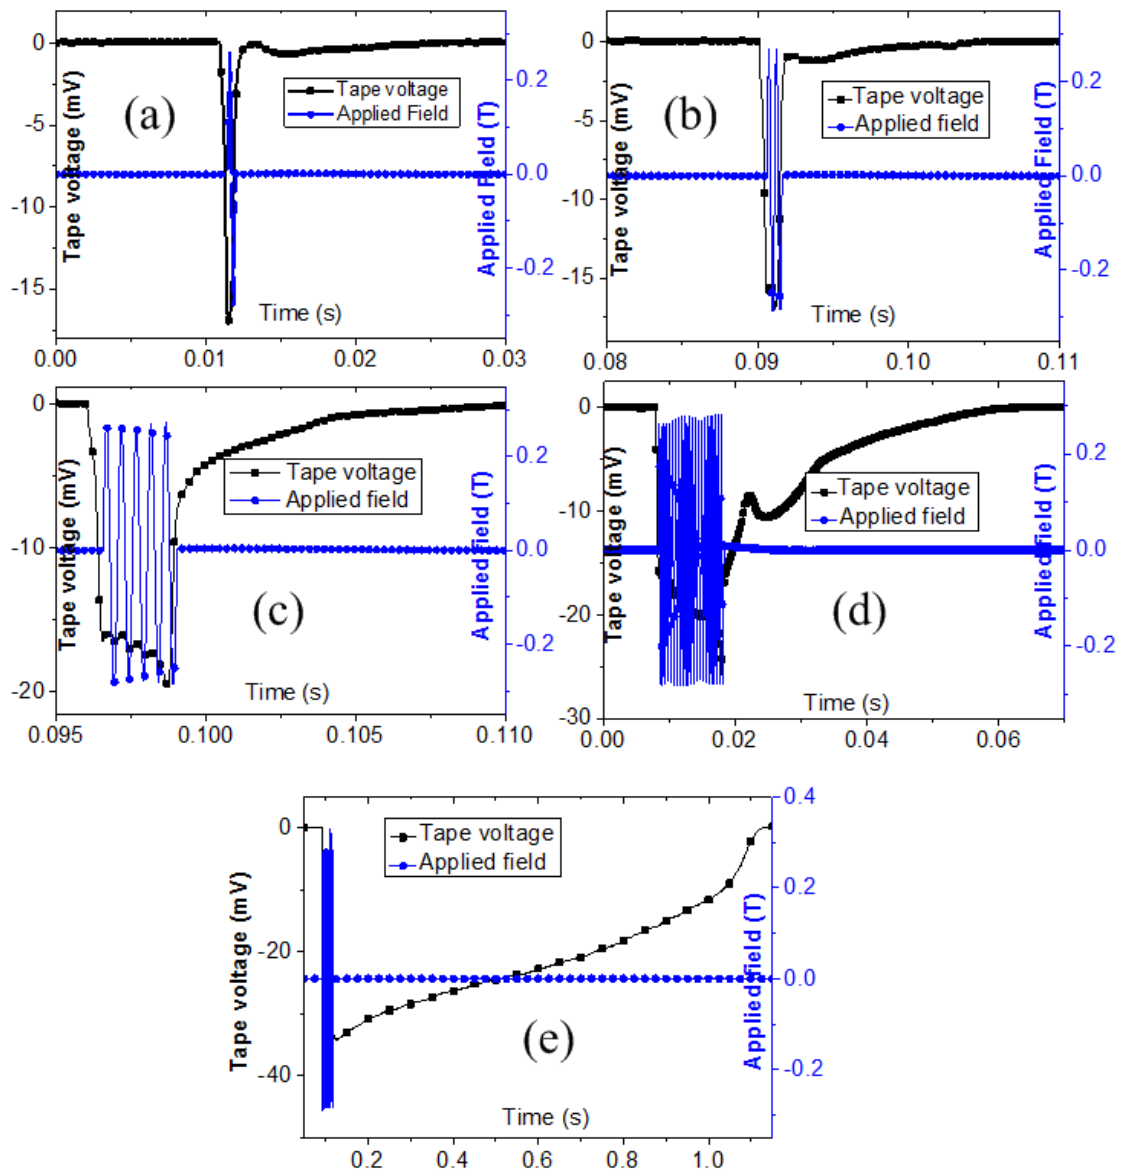 0
-5
-10
-15
0.2
0.0
-0.2
Tape voltage (mV)
Applied Field (T)
(a)
Tape voltage
Applied Field
Time (s)
0.00 0.01 0.02 0.03
0
-5
-10
-15
0.2
0.0
-0.2
Tape voltage (mV)
Applied Field (T)
(b)
Tape voltage
Applied field
Time (s)
0.08 0.09 0.10 0.11
0
-10
-20
0.2
0.0
-0.2
Tape voltage (mV)
Applied field (T)
(c)
Tape voltage
Applied field
Time (s)
0.095 0.100 0.105 0.110
0
-10
-20
-30
0.2
0.0
-0.2
Tape voltage (mV)
Applied field (T)
(d)
Tape voltage
Applied field
Time (s)
0.00 0.02 0.04 0.06
0
-20
-40
0.4
0.2
0.0
-0.2
Tape voltage (mV)
Applied field (T)
(e)
Tape voltage
Applied field
Time (s)
0.2 0.4 0.6 0.8 1.0